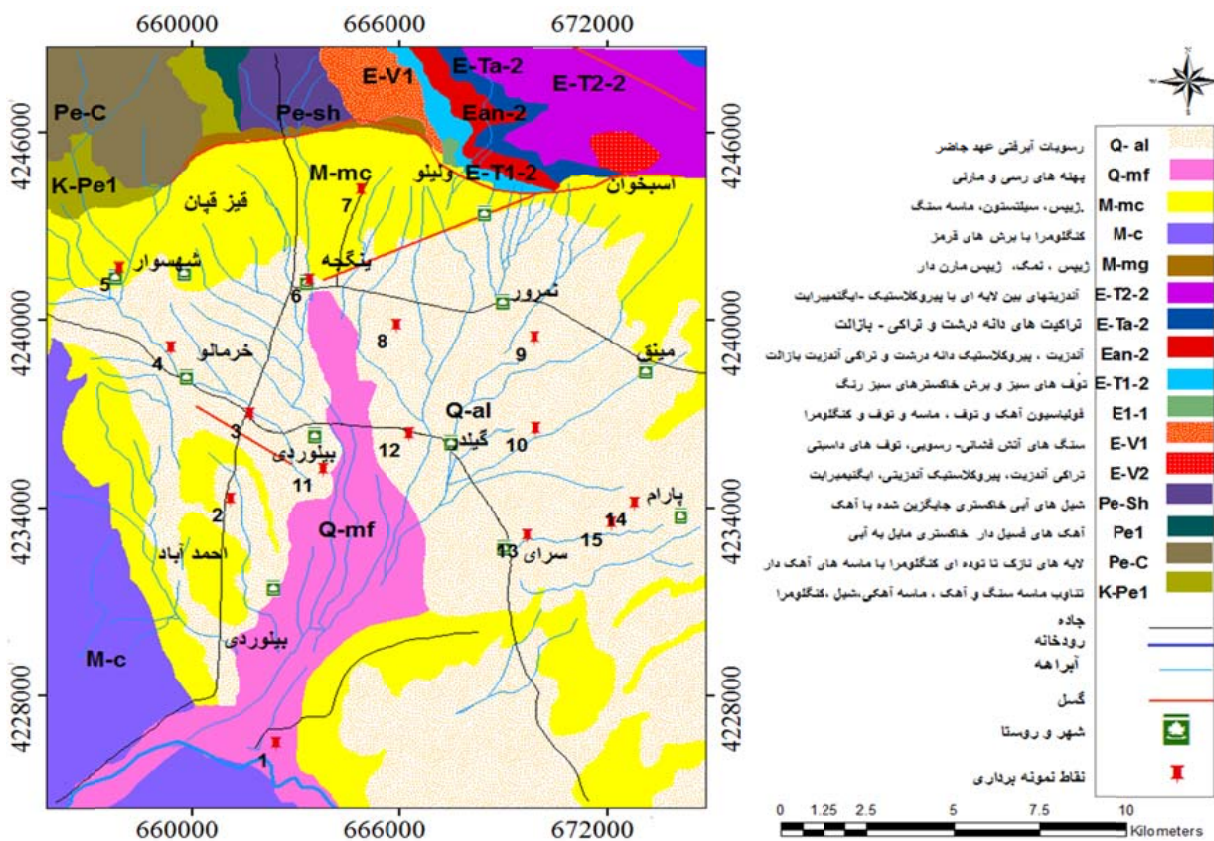 660000 666000 672000
4246000 4246000
4240000 4240000
4234000 4234000
4228000 4228000
660000 666000 672000
E-V1
E-Ta-2
E-T2-2
Pe-C
Pe-sh
Ean-2
K-Pe1
M-mc
ولینو
E-T1-2
اسبخوان
قیز قپان
7
شهسوار
5
ینگجه
6
نمرور
8
9
خرمالو
4
مینق
Q-al
3
گیلد
12
10
بیلوردی
11
2
Q-mf
پارام
14
15
احمد آباد
13
سرای
بیلوردی
M-c
1
رسوبات آبرفتی عهد حاضر Q- al
پهنه های رسی و مارنی Q-mf
ژیپس، سیلتستون، ماسه سنگ. M-mc
کنگلومرا با برش های قرمز M-c
ژیپس ، نمک، ژیپس مارن دار M-mg
آندزیتهای بین لایه ای با پیروکلاستیک -ایگنمبرایت E-T2-2
تراکیت های دانه درشت و تراکی - بازالت E-Ta-2
آندزیت ، پیروکلاستیک دانه درشت و تراکی آندزیت بازالت Ean-2
توف های سبز و برش خاکسترهای سبز رنگ E-T1-2
فولیاسیون آهک و توف ، ماسه و توف و کنگلومرا E1-1
سنگ های آتش فشانی- رسوبی، توف های داسیتی E-V1
تراکی آندزیت، پیروکلاستیک آندزیتی، ایگنیمبرایت E-V2
شیل های آبی خاکستری جایگزین شده با آهک Pe-Sh
آهک های فسیل دار خاکستری مایل به آبی Pe1
لایه های نازک تا توده ای کنگلومرا با ماسه های آهک دار Pe-C
تناوب ماسه سنگ و آهک ، ماسه آهکی،شیل ،کنگلومرا K-Pe1
جاده
رودخانه
آبراهه
گسل
شهر و روستا
نقاط نمونه برداری
0 1.25 2.5 5 7.5 10
Kilometers